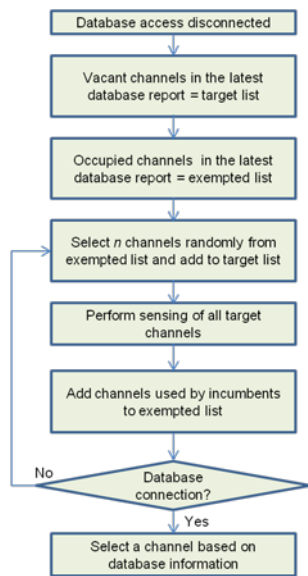 Database access disconnected
Vacant channels in the latest
database report = target list
Occupied channels in the latest
database report = exempted list
Select n channels randomly from
exempted list and add to target list
Perform sensing of all target
channels
Add channels used by incumbents
to exempted list
No
Database
connection?
Yes
Select a channel based on
database information